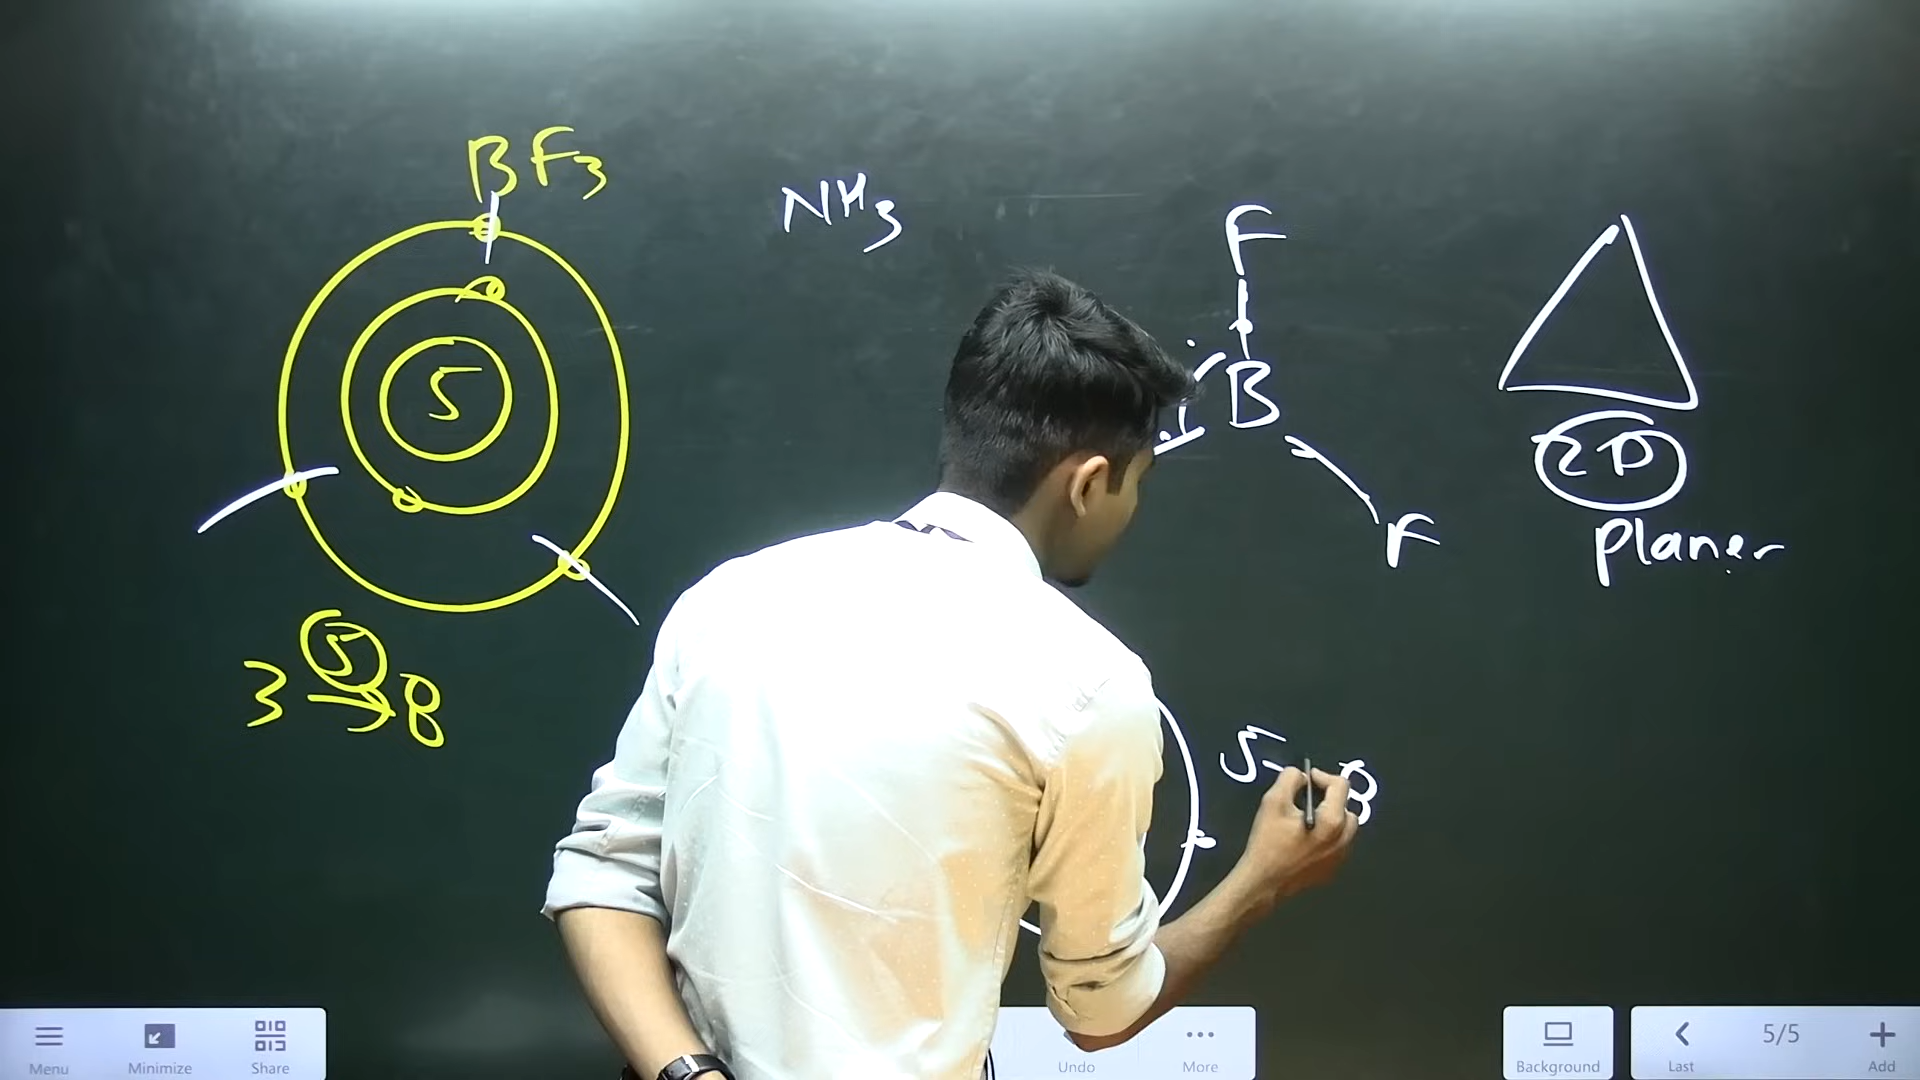 BF3
NH3
F
B
F
5
2D
Planer
5
3 → 8
5 8
Menu
Minimize
Share
Undo
More
Background
Last
5/5
Add